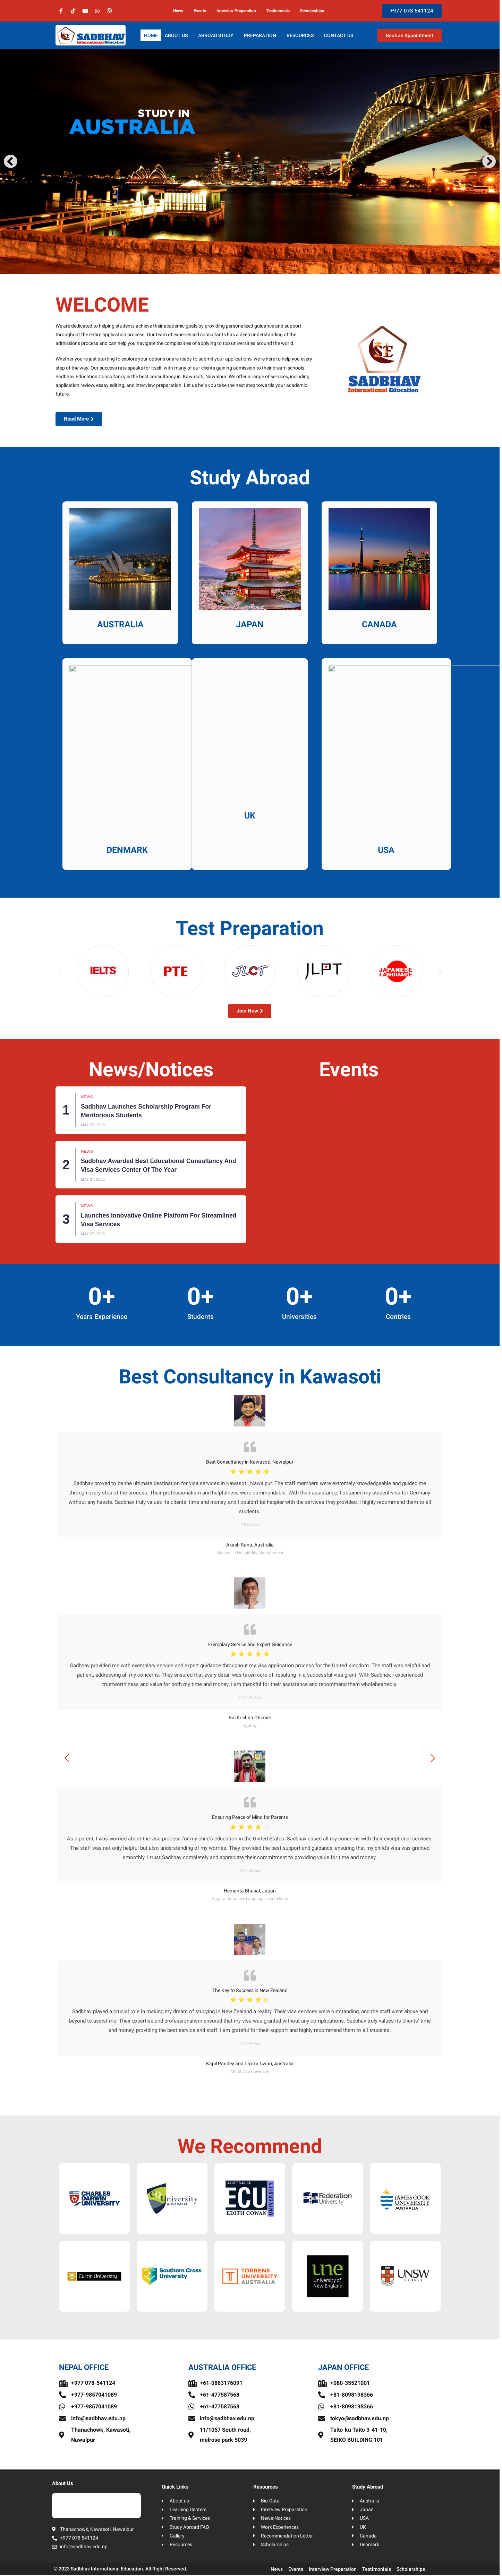 News Events Interview Preparation Testimonials Scholarships
+977 078 541124
SADBHAV
International Education
HOME ABOUT US ABROAD STUDY PREPARATION RESOURCES CONTACT US
Book an Appointment
STUDY IN
AUSTRALIA
WELCOME
We are dedicated to helping students achieve their academic goals by providing personalized guidance and support
throughout the entire application process. Our team of experienced consultants has a deep understanding of the
admissions process and can help you navigate the complexities of applying to top universities around the world.
Whether you're just starting to explore your options or are ready to submit your applications, we're here to help you every
step of the way. Our success rate speaks for itself, with many of our clients gaining admission to their dream schools.
Sadbhav Education Consultancy is the best consultancy in Kawasoti, Nawalpur. We offer a range of services, including
application review, essay editing, and interview preparation. Let us help you take the next step towards your academic
future.
SADBHAV
International Education
Read More
Study Abroad
AUSTRALIA
JAPAN
CANADA
DENMARK
UK
USA
Test Preparation
IELTS
PTE
JLCT
JLPT
JAPANESE
LANGUAGE
Join Now
News/Notices
Events
1
NEWS
Sadbhav Launches Scholarship Program For
Meritorious Students
MAY 27, 2023
2
NEWS
Sadbhav Awarded Best Educational Consultancy And
Visa Services Center Of The Year
MAY 27, 2023
3
NEWS
Launches Innovative Online Platform For Streamlined
Visa Services
MAY 27, 2023
0+
Years Experience
0+
Students
0+
Universities
0+
Contries
Best Consultancy in Kawasoti
Best Consultancy in Kawasoti, Nawalpur
Sadbhav proved to be the ultimate destination for visa services in Kawasoti, Nawalpur. The staff members were extremely knowledgeable and guided me
through every step of the process. Their professionalism and helpfulness were commendable. With their assistance, I obtained my student visa for Germany
without any hassle. Sadbhav truly values its clients' time and money, and I couldn't be happier with the services they provided. I highly recommend them to all
students.
Akash Rana, Australia
Masters in Hospitality Management
Exemplary Service and Expert Guidance
Sadbhav provided me with exemplary service and expert guidance throughout my visa application process for the United Kingdom. The staff was helpful and
patient, addressing all my concerns. They ensured that every detail was taken care of, resulting in a successful visa grant. With Sadbhav, I experienced
trustworthiness and value for both my time and money. I am thankful for their assistance and recommend them wholeheartedly.
Bal Krishna Ghimire
Sydney
Ensuring Peace of Mind for Parents
As a parent, I was worried about the visa process for my child's education in the United States. Sadbhav eased all my concerns with their exceptional services.
The staff was not only helpful but also understanding of my worries. They provided the best support and guidance, ensuring that my child's visa was granted
smoothly. I trust Sadbhav completely and appreciate their commitment to providing value for time and money.
Hemanta Bhusel, Japan
The Key to Success in New Zealand
Sadbhav played a crucial role in making my dream of studying in New Zealand a reality. Their visa services were outstanding, and the staff went above and
beyond to assist me. Their expertise and professionalism ensured that my visa was granted without any complications. Sadbhav truly values its clients' time
and money, providing the best service and staff. I am grateful for their support and highly recommend them to all students.
Kapil Pandey and Laxmi Tiwari, Australia
We Recommend
CHARLES
DARWIN
UNIVERSITY
CQUniversity
AUSTRALIA
AUSTRALIA UNIVERSITY
ECU
EDITH COWAN
Federation
University
JAMES COOK
UNIVERSITY
AUSTRALIA
Curtin University
Southern Cross
University
TORRENS
UNIVERSITY
AUSTRALIA
une
University of
New England
UNSW
SYDNEY
NEPAL OFFICE
+977 078-541124
+977-9857041089
+977-9857041089
info@sadbhav.edu.np
Thanachowk, Kawasoti,
Nawalpur
AUSTRALIA OFFICE
+61-0883176091
+61-477587568
+61-477587568
info@sadbhav.edu.np
11/1057 South road,
melrose park 5039
JAPAN OFFICE
+080-35521001
+81-8098198366
+81-8098198366
tokyo@sadbhav.edu.np
Taito-ku Taito 3-41-10,
SEIKO BUILDING 101
About Us
Thanachowk, Kawasoti, Nawalpur
+977 078 541124
info@sadbhav.edu.np
Quick Links
About us
Learning Centers
Training & Services
Study Abroad FAQ
Gallery
Resources
Resources
Bio-Data
Interview Preparation
News-Notices
Work Experiences
Recommendation Letter
Scholarships
Study Abroad
Australia
Japan
USA
UK
Canada
Denmark
© 2023 Sadbhav International Education. All Right Reserved.
News Events Interview Preparation Testimonials Scholarships